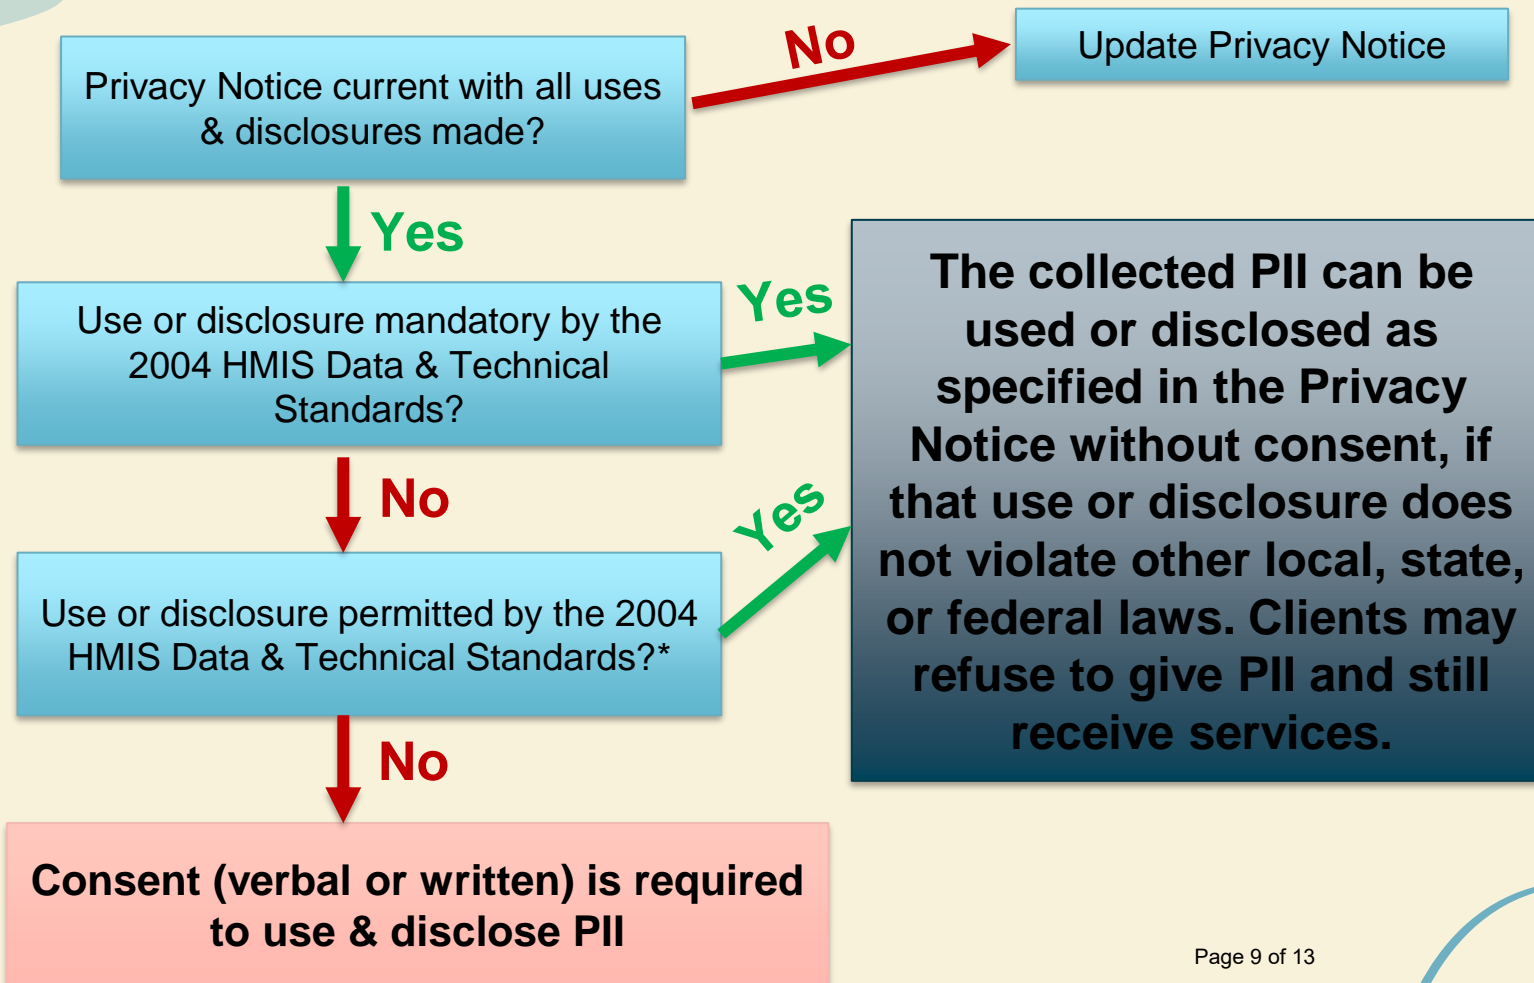 Privacy Notice current with all uses
& disclosures made?
No
Update Privacy Notice
Yes
Use or disclosure mandatory by the
2004 HMIS Data & Technical
Standards?
Yes
No
Use or disclosure permitted by the 2004
HMIS Data & Technical Standards?*
Yes
The collected PII can be
used or disclosed as
specified in the Privacy
Notice without consent, if
that use or disclosure does
not violate other local, state,
or federal laws. Clients may
refuse to give PII and still
receive services.
No
Consent (verbal or written) is required
to use & disclose PII
Page 9 of 13